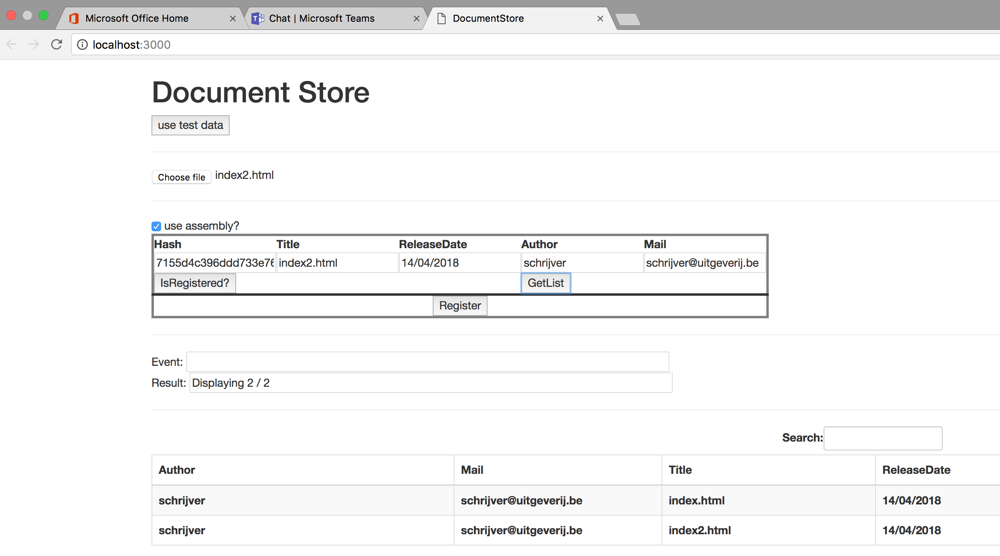 Microsoft Office Home
Chat | Microsoft Teams
DocumentStore
localhost:3000
Document Store
use test data
Choose file index2.html
use assembly?
Hash Title ReleaseDate Author Mail
7155d4c396ddd733e76 index2.html 14/04/2018 schrijver schrijver@uitgeverij.be
IsRegistered? GetList
Register
Event:
Result: Displaying 2 / 2
Search:
Author Mail Title ReleaseDate
schrijver schrijver@uitgeverij.be index.html 14/04/2018
schrijver schrijver@uitgeverij.be index2.html 14/04/2018